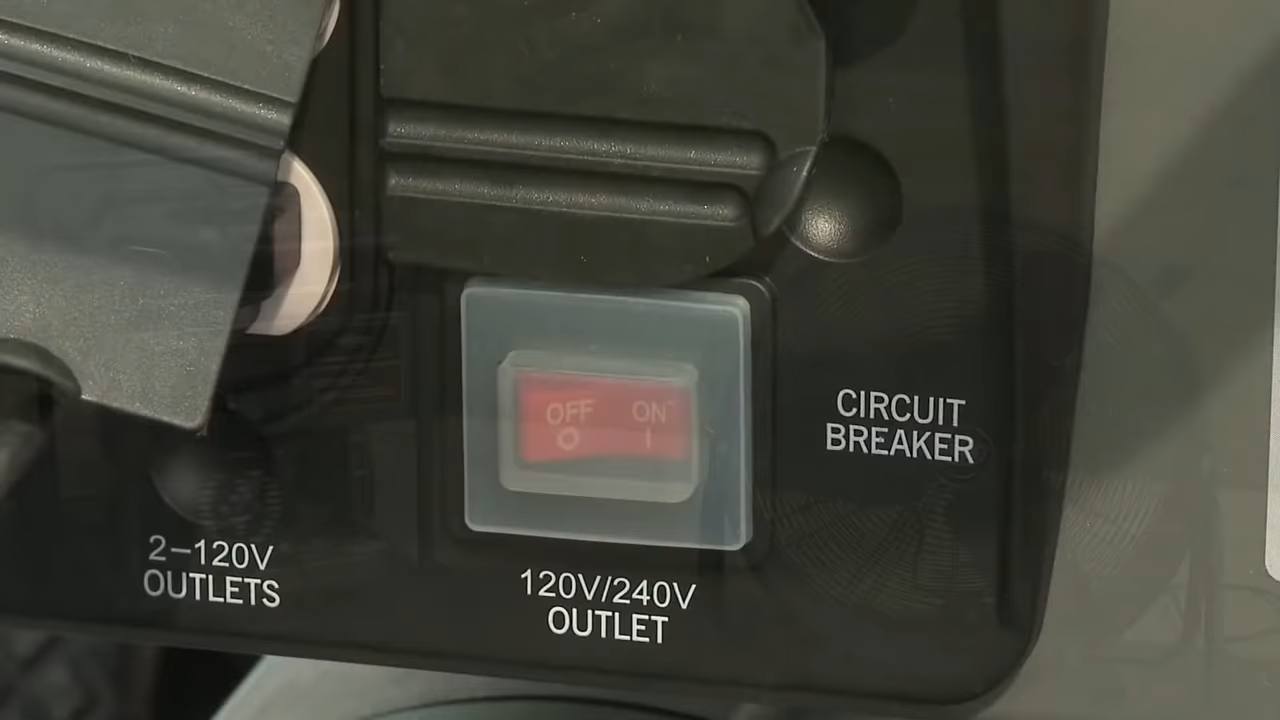 OFF ON
O I
CIRCUIT
BREAKER
2-120V
OUTLETS
120V/240V
OUTLET